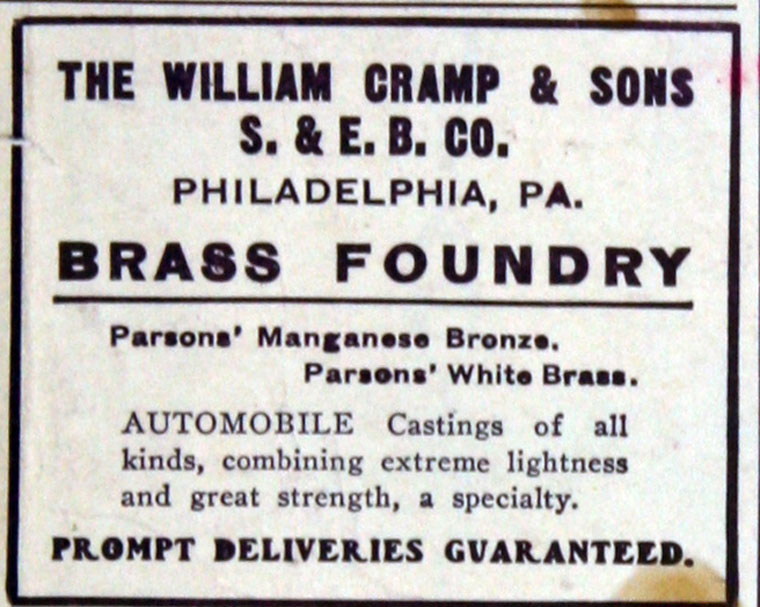 THE WILLIAM CRAMP & SONS
S. & E. B. CO.
PHILADELPHIA, PA.
BRASS FOUNDRY
Parsons' Manganese Bronze.
Parsons' White Brass.
AUTOMOBILE Castings of all
kinds, combining extreme lightness
and great strength, a specialty.
PROMPT DELIVERIES GUARANTEED.